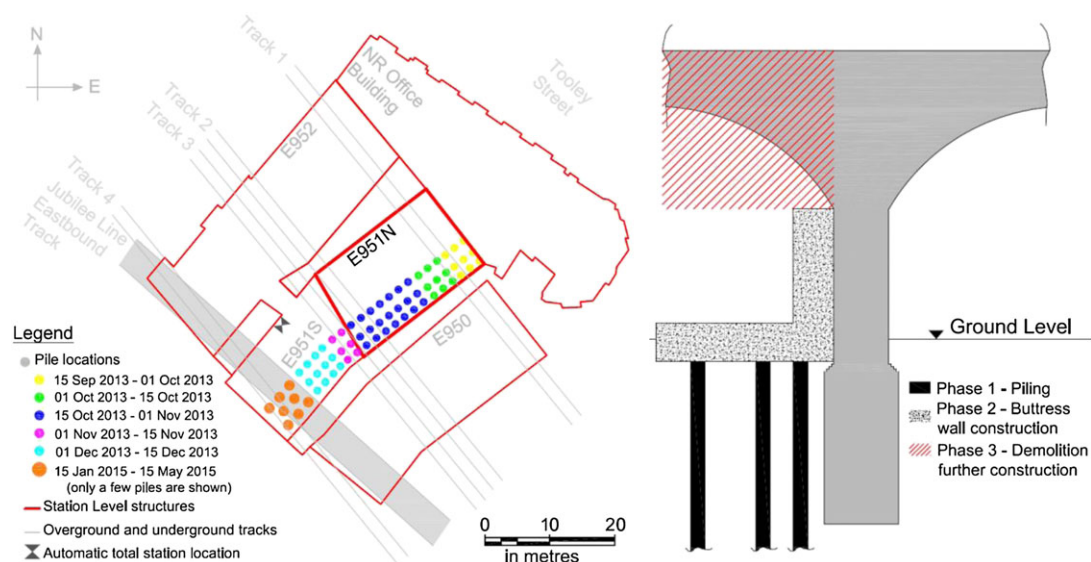 N
E
Track 1
NR Office
Building
Tooley
Street
Track 2
Track 3
E952
Track 4
Jubilee Line
Eastbound
Track
E951N
E951S
E950
Legend
Pile locations
15 Sep 2013 - 01 Oct 2013
01 Oct 2013 - 15 Oct 2013
15 Oct 2013 - 01 Nov 2013
01 Nov 2013 - 15 Nov 2013
01 Dec 2013 - 15 Dec 2013
15 Jan 2015 - 15 May 2015
(only a few piles are shown)
Station Level structures
Overground and underground tracks
Automatic total station location
0 10 20
in metres
Ground Level
Phase 1 - Piling
Phase 2 - Buttress
wall construction
Phase 3 - Demolition
further construction